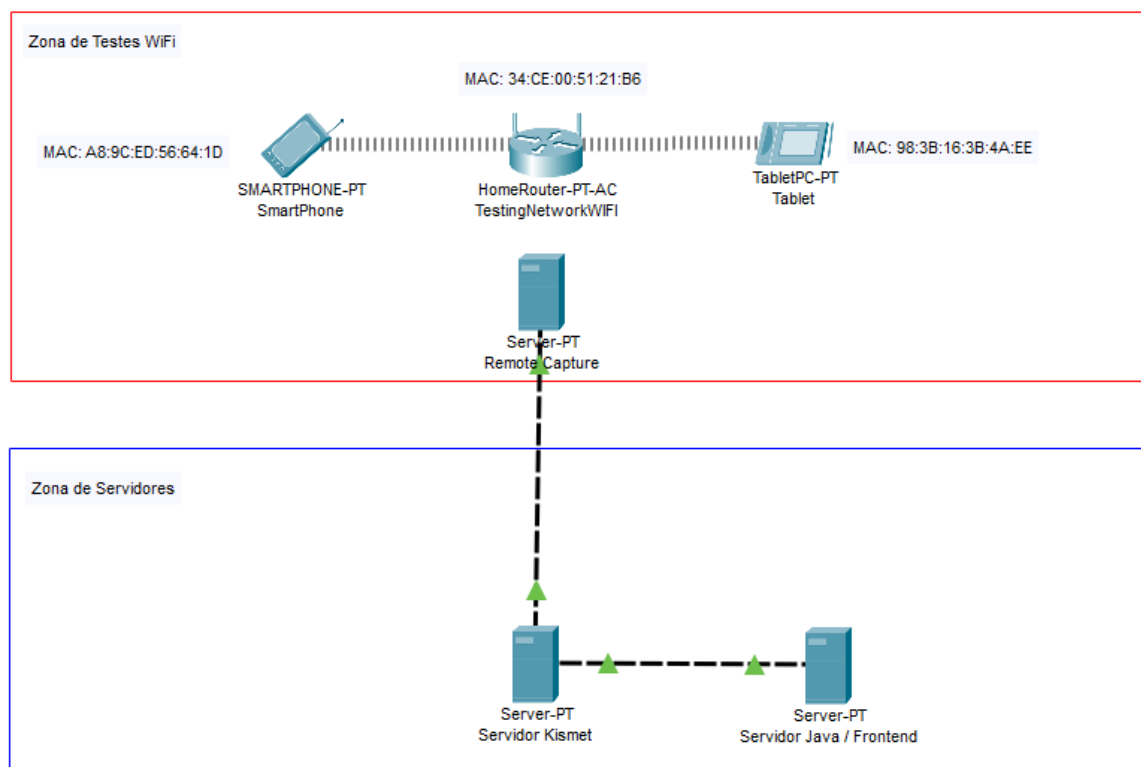 Zona de Testes WiFi
MAC: 34:CE:00:51:21:B6
MAC: A8:9C:ED:56:64:1D
MAC: 98:3B:16:3B:4A:EE
SMARTPHONE-PT
SmartPhone
HomeRouter-PT-AC
TestingNetworkWIFI
TabletPC-PT
Tablet
Server-PT
Remote Capture
Zona de Servidores
Server-PT
Servidor Kismet
Server-PT
Servidor Java / Frontend